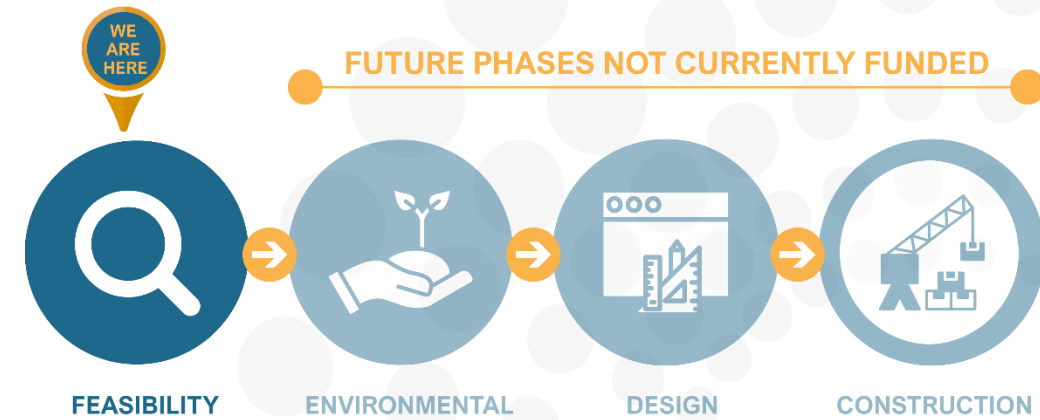 WE
ARE
HERE
FUTURE PHASES NOT CURRENTLY FUNDED
FEASIBILITY
ENVIRONMENTAL
DESIGN
CONSTRUCTION